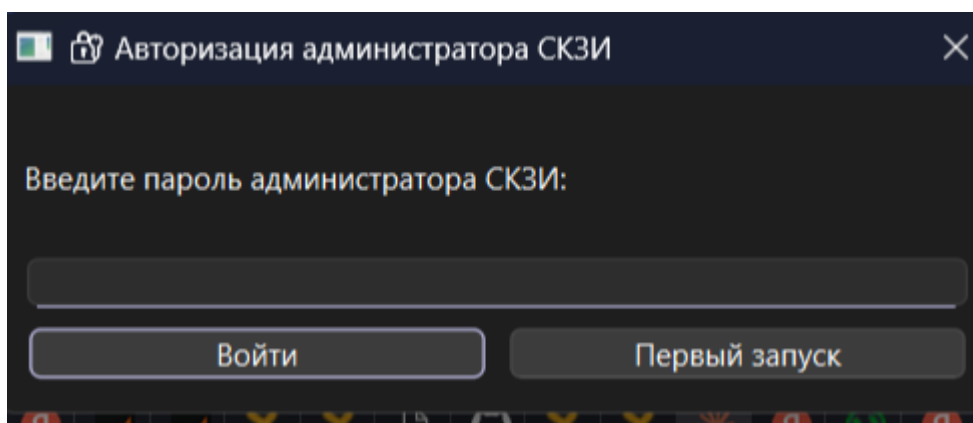 Авторизация администратора СКЗИ
Введите пароль администратора СКЗИ:
Войти
Первый запуск